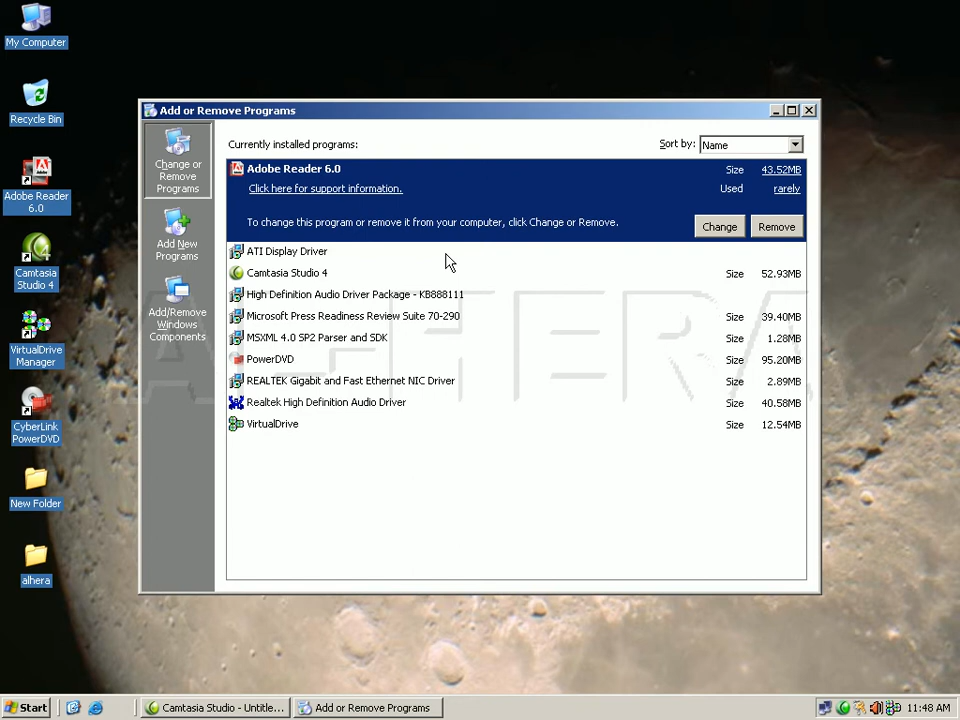 My Computer
Recycle Bin
Adobe Reader
6.0
Camtasia
Studio 4
VirtualDrive
Manager
CyberLink
PowerDVD
New Folder
alhera
Add or Remove Programs
Change or
Remove
Programs
Add New
Programs
Add/Remove
Windows
Components
Currently installed programs:
Sort by:
Name
Adobe Reader 6.0
Size
43.52MB
Click here for support information.
Used
rarely
To change this program or remove it from your computer, click Change or Remove.
Change
Remove
ATI Display Driver
Camtasia Studio 4
Size
52.93MB
High Definition Audio Driver Package - KB888111
Microsoft Press Readiness Review Suite 70-290
Size
39.40MB
MSXML 4.0 SP2 Parser and SDK
Size
1.28MB
PowerDVD
Size
95.20MB
REALTEK Gigabit and Fast Ethernet NIC Driver
Size
2.89MB
Realtek High Definition Audio Driver
Size
40.58MB
VirtualDrive
Size
12.54MB
Start
Camtasia Studio - Untitle...
Add or Remove Programs
11:48 AM